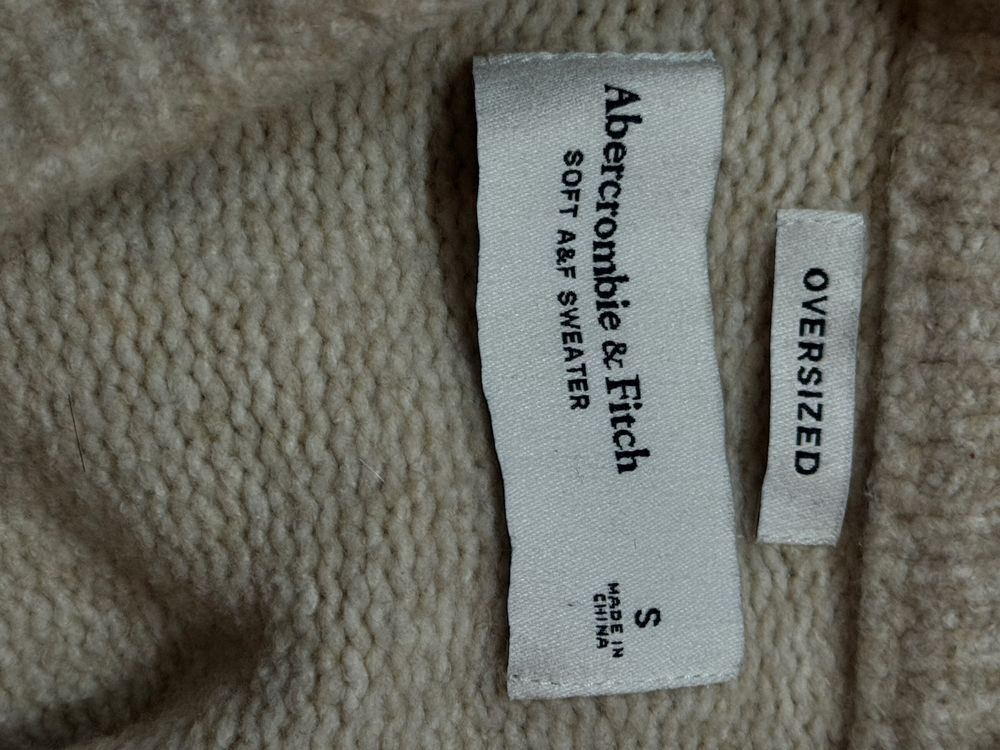 OVERSIZED
Abercrombie & Fitch
SOFT A&F SWEATER
S
MADE IN
CHINA